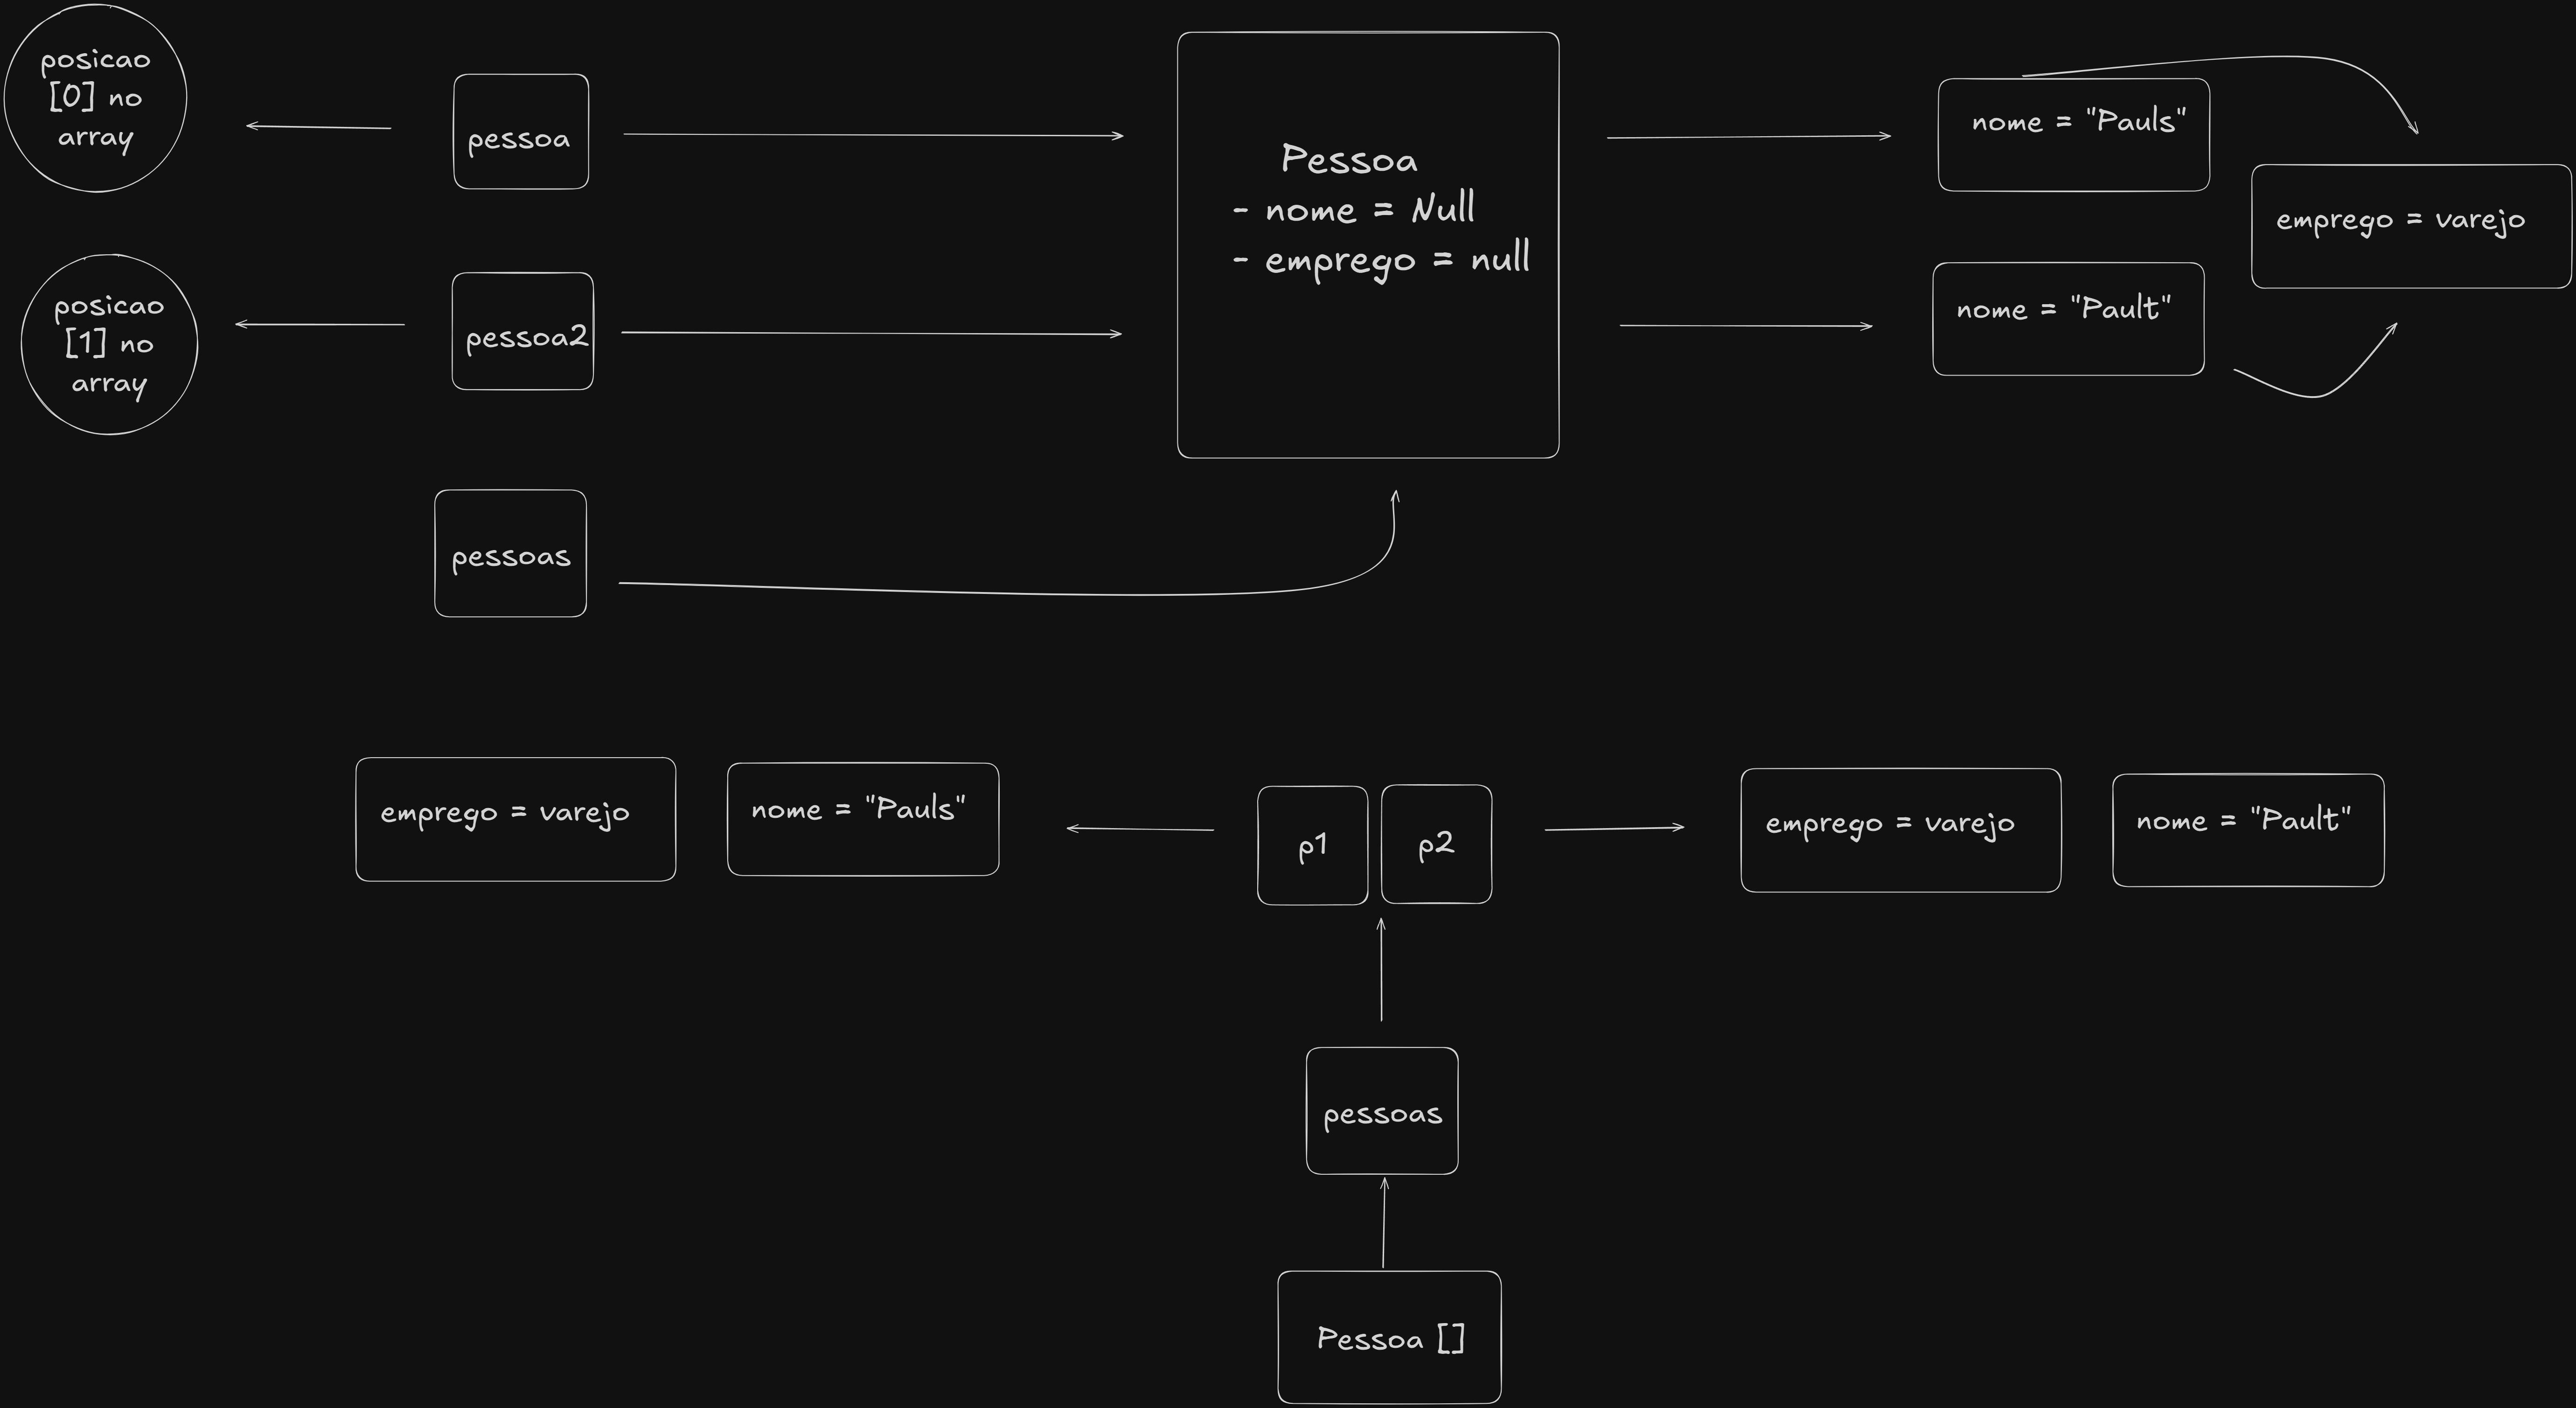 posicao
[0] no
array
pessoa
Pessoa
- nome = Null
- emprego = null
nome = "Pauls"
emprego = varejo
posicao
[1] no
array
pessoa2
nome = "Pault"
pessoas
emprego = varejo
nome = "Pauls"
p1
p2
emprego = varejo
nome = "Pault"
pessoas
Pessoa []